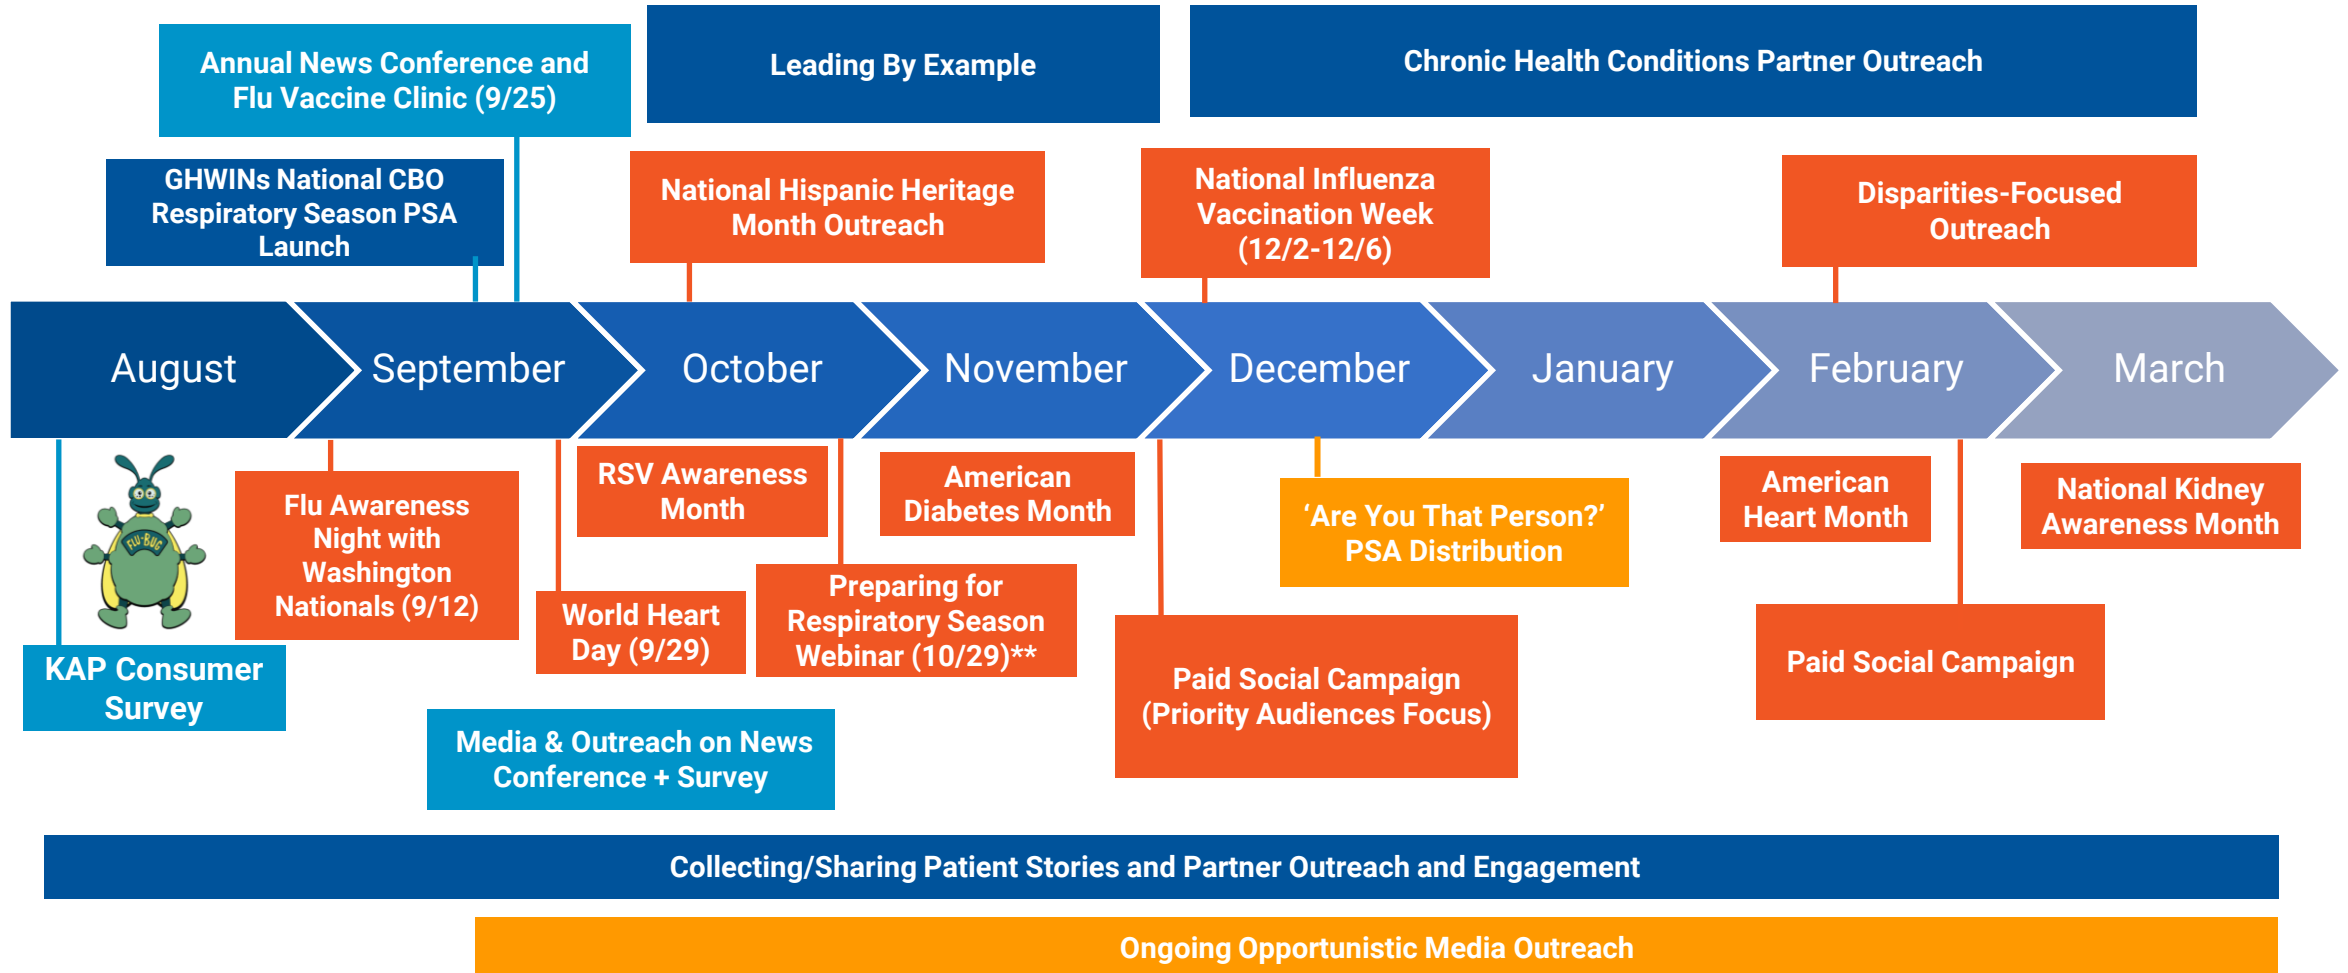 Annual News Conference and
Flu Vaccine Clinic (9/25)
Leading By Example
Chronic Health Conditions Partner Outreach
GHWINs National CBO
Respiratory Season PSA
Launch
National Hispanic Heritage
Month Outreach
National Influenza
Vaccination Week
(12/2-12/6)
Disparities-Focused
Outreach
August
September
October
November
December
January
February
March
FLU-BUG
KAP Consumer
Survey
Flu Awareness
Night with
Washington
Nationals (9/12)
World Heart
Day (9/29)
RSV Awareness
Month
Preparing for
Respiratory Season
Webinar (10/29)**
American
Diabetes Month
Media & Outreach on News
Conference + Survey
Paid Social Campaign
(Priority Audiences Focus)
‘Are You That Person?’
PSA Distribution
American
Heart Month
Paid Social Campaign
National Kidney
Awareness Month
Collecting/Sharing Patient Stories and Partner Outreach and Engagement
Ongoing Opportunistic Media Outreach